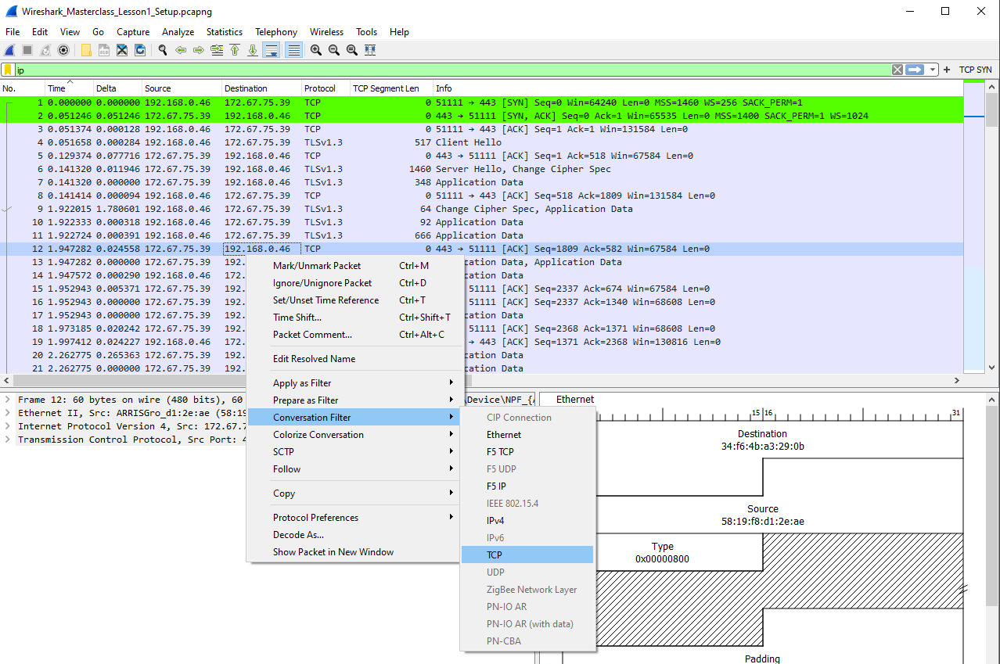 Wireshark_Masterclass_Lesson1_Setup.pcapng
File Edit View Go Capture Analyze Statistics Telephony Wireless Tools Help
ip
TCP SYN
No. Time Delta Source Destination Protocol TCP Segment Len Info
1 0.000000 0.000000 192.168.0.46 172.67.75.39 TCP 0 51111 → 443 [SYN] Seq=0 Win=64240 Len=0 MSS=1460 WS=256 SACK_PERM=1
2 0.051246 0.051246 172.67.75.39 192.168.0.46 TCP 0 443 → 51111 [SYN, ACK] Seq=0 Ack=1 Win=65535 Len=0 MSS=1400 SACK_PERM=1 WS=1024
3 0.051374 0.000128 192.168.0.46 172.67.75.39 TCP 0 51111 → 443 [ACK] Seq=1 Ack=1 Win=131584 Len=0
4 0.051658 0.000284 192.168.0.46 172.67.75.39 TLSv1.3 517 Client Hello
5 0.129374 0.077716 172.67.75.39 192.168.0.46 TCP 0 443 → 51111 [ACK] Seq=1 Ack=518 Win=67584 Len=0
6 0.141320 0.011946 172.67.75.39 192.168.0.46 TLSv1.3 1460 Server Hello, Change Cipher Spec
7 0.141320 0.000000 172.67.75.39 192.168.0.46 TLSv1.3 348 Application Data
8 0.141414 0.000094 192.168.0.46 172.67.75.39 TCP 0 51111 → 443 [ACK] Seq=518 Ack=1809 Win=131584 Len=0
9 1.922015 1.780601 192.168.0.46 172.67.75.39 TLSv1.3 64 Change Cipher Spec, Application Data
10 1.922333 0.000318 192.168.0.46 172.67.75.39 TLSv1.3 92 Application Data
11 1.922724 0.000391 192.168.0.46 172.67.75.39 TLSv1.3 666 Application Data
12 1.947282 0.024558 172.67.75.39 192.168.0.46 TCP 0 443 → 51111 [ACK] Seq=1809 Ack=582 Win=67584 Len=0
13 1.947282 0.000000 172.67.75.39 192. cation Data, Application Data
14 1.947572 0.000290 192.168.0.46 172. cation Data
15 1.952943 0.005371 172.67.75.39 192. 51111 [ACK] Seq=2337 Ack=674 Win=67584 Len=0
16 1.952943 0.000000 172.67.75.39 192. 51111 [ACK] Seq=2337 Ack=1340 Win=68608 Len=0
17 1.952943 0.000000 172.67.75.39 192. cation Data
18 1.973185 0.020242 172.67.75.39 192. 51111 [ACK] Seq=2368 Ack=1371 Win=68608 Len=0
19 1.997412 0.024227 192.168.0.46 172. → 443 [ACK] Seq=1371 Ack=2368 Win=130816 Len=0
20 2.262775 0.265363 172.67.75.39 192. cation Data
21 2.262775 0.000000 172.67.75.39 192. cation Data
Mark/Unmark Packet Ctrl+M
Ignore/Unignore Packet Ctrl+D
Set/Unset Time Reference Ctrl+T
Time Shift... Ctrl+Shift+T
Packet Comment... Ctrl+Alt+C
Edit Resolved Name
Apply as Filter
Prepare as Filter
Conversation Filter
Colorize Conversation
SCTP
Follow
Copy
Protocol Preferences
Decode As...
Show Packet in New Window
CIP Connection
Ethernet
F5 TCP
F5 UDP
F5 IP
IEEE 802.15.4
IPv4
IPv6
TCP
UDP
ZigBee Network Layer
PN-IO AR
PN-IO AR (with data)
PN-CBA
Frame 12: 60 bytes on wire (480 bits), 60 \Device\NPF_{A
Ethernet II, Src: ARRISGro_d1:2e:ae (58:19
Internet Protocol Version 4, Src: 172.67.7
Transmission Control Protocol, Src Port: 4
Ethernet
15 16 31
Destination
34:f6:4b:a3:29:0b
Source
58:19:f8:d1:2e:ae
Type
0x00000800
Padding